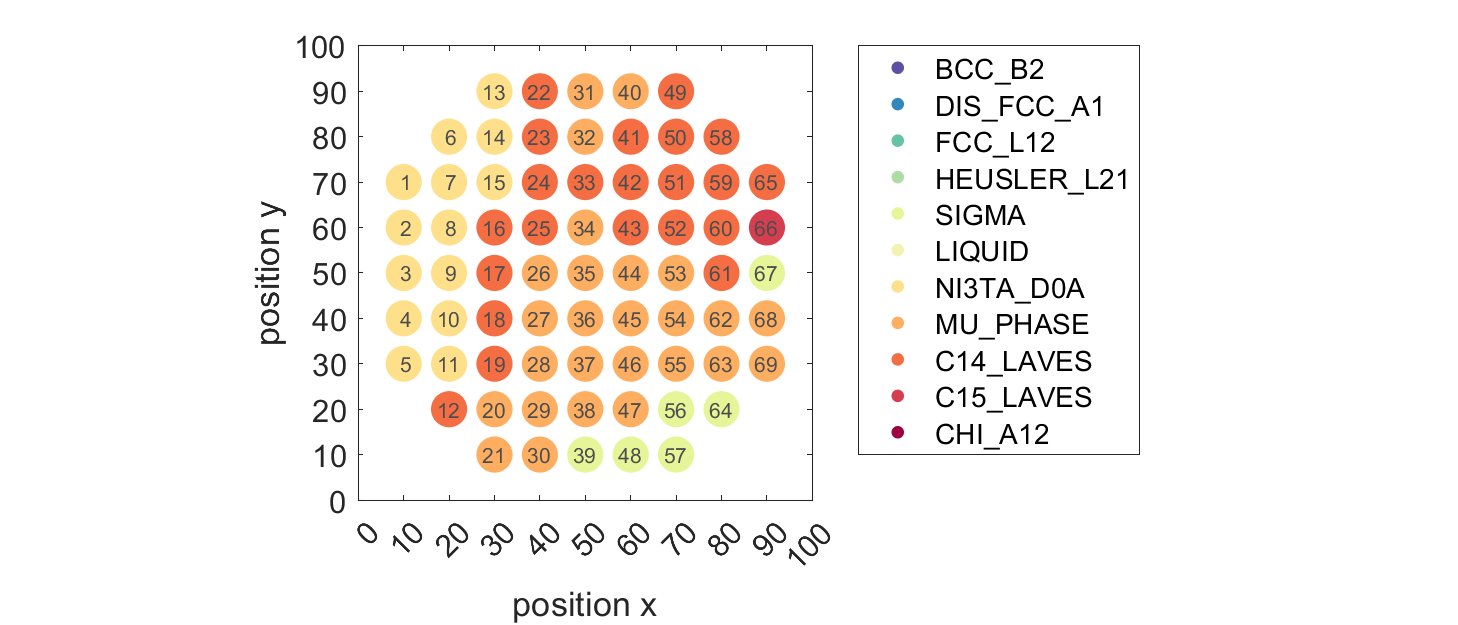 100
90
80
70
60
50
40
30
20
10
0
position y
13 22 31 40 49
6 14 23 32 41 50 58
1 7 15 24 33 42 51 59 65
2 8 16 25 34 43 52 60 66
3 9 17 26 35 44 53 61 67
4 10 18 27 36 45 54 62 68
5 11 19 28 37 46 55 63 69
12 20 29 38 47 56 64
21 30 39 48 57
0 10 20 30 40 50 60 70 80 90 100
position x
BCC_B2
DIS_FCC_A1
FCC_L12
HEUSLER_L21
SIGMA
LIQUID
NI3TA_D0A
MU_PHASE
C14_LAVES
C15_LAVES
CHI_A12